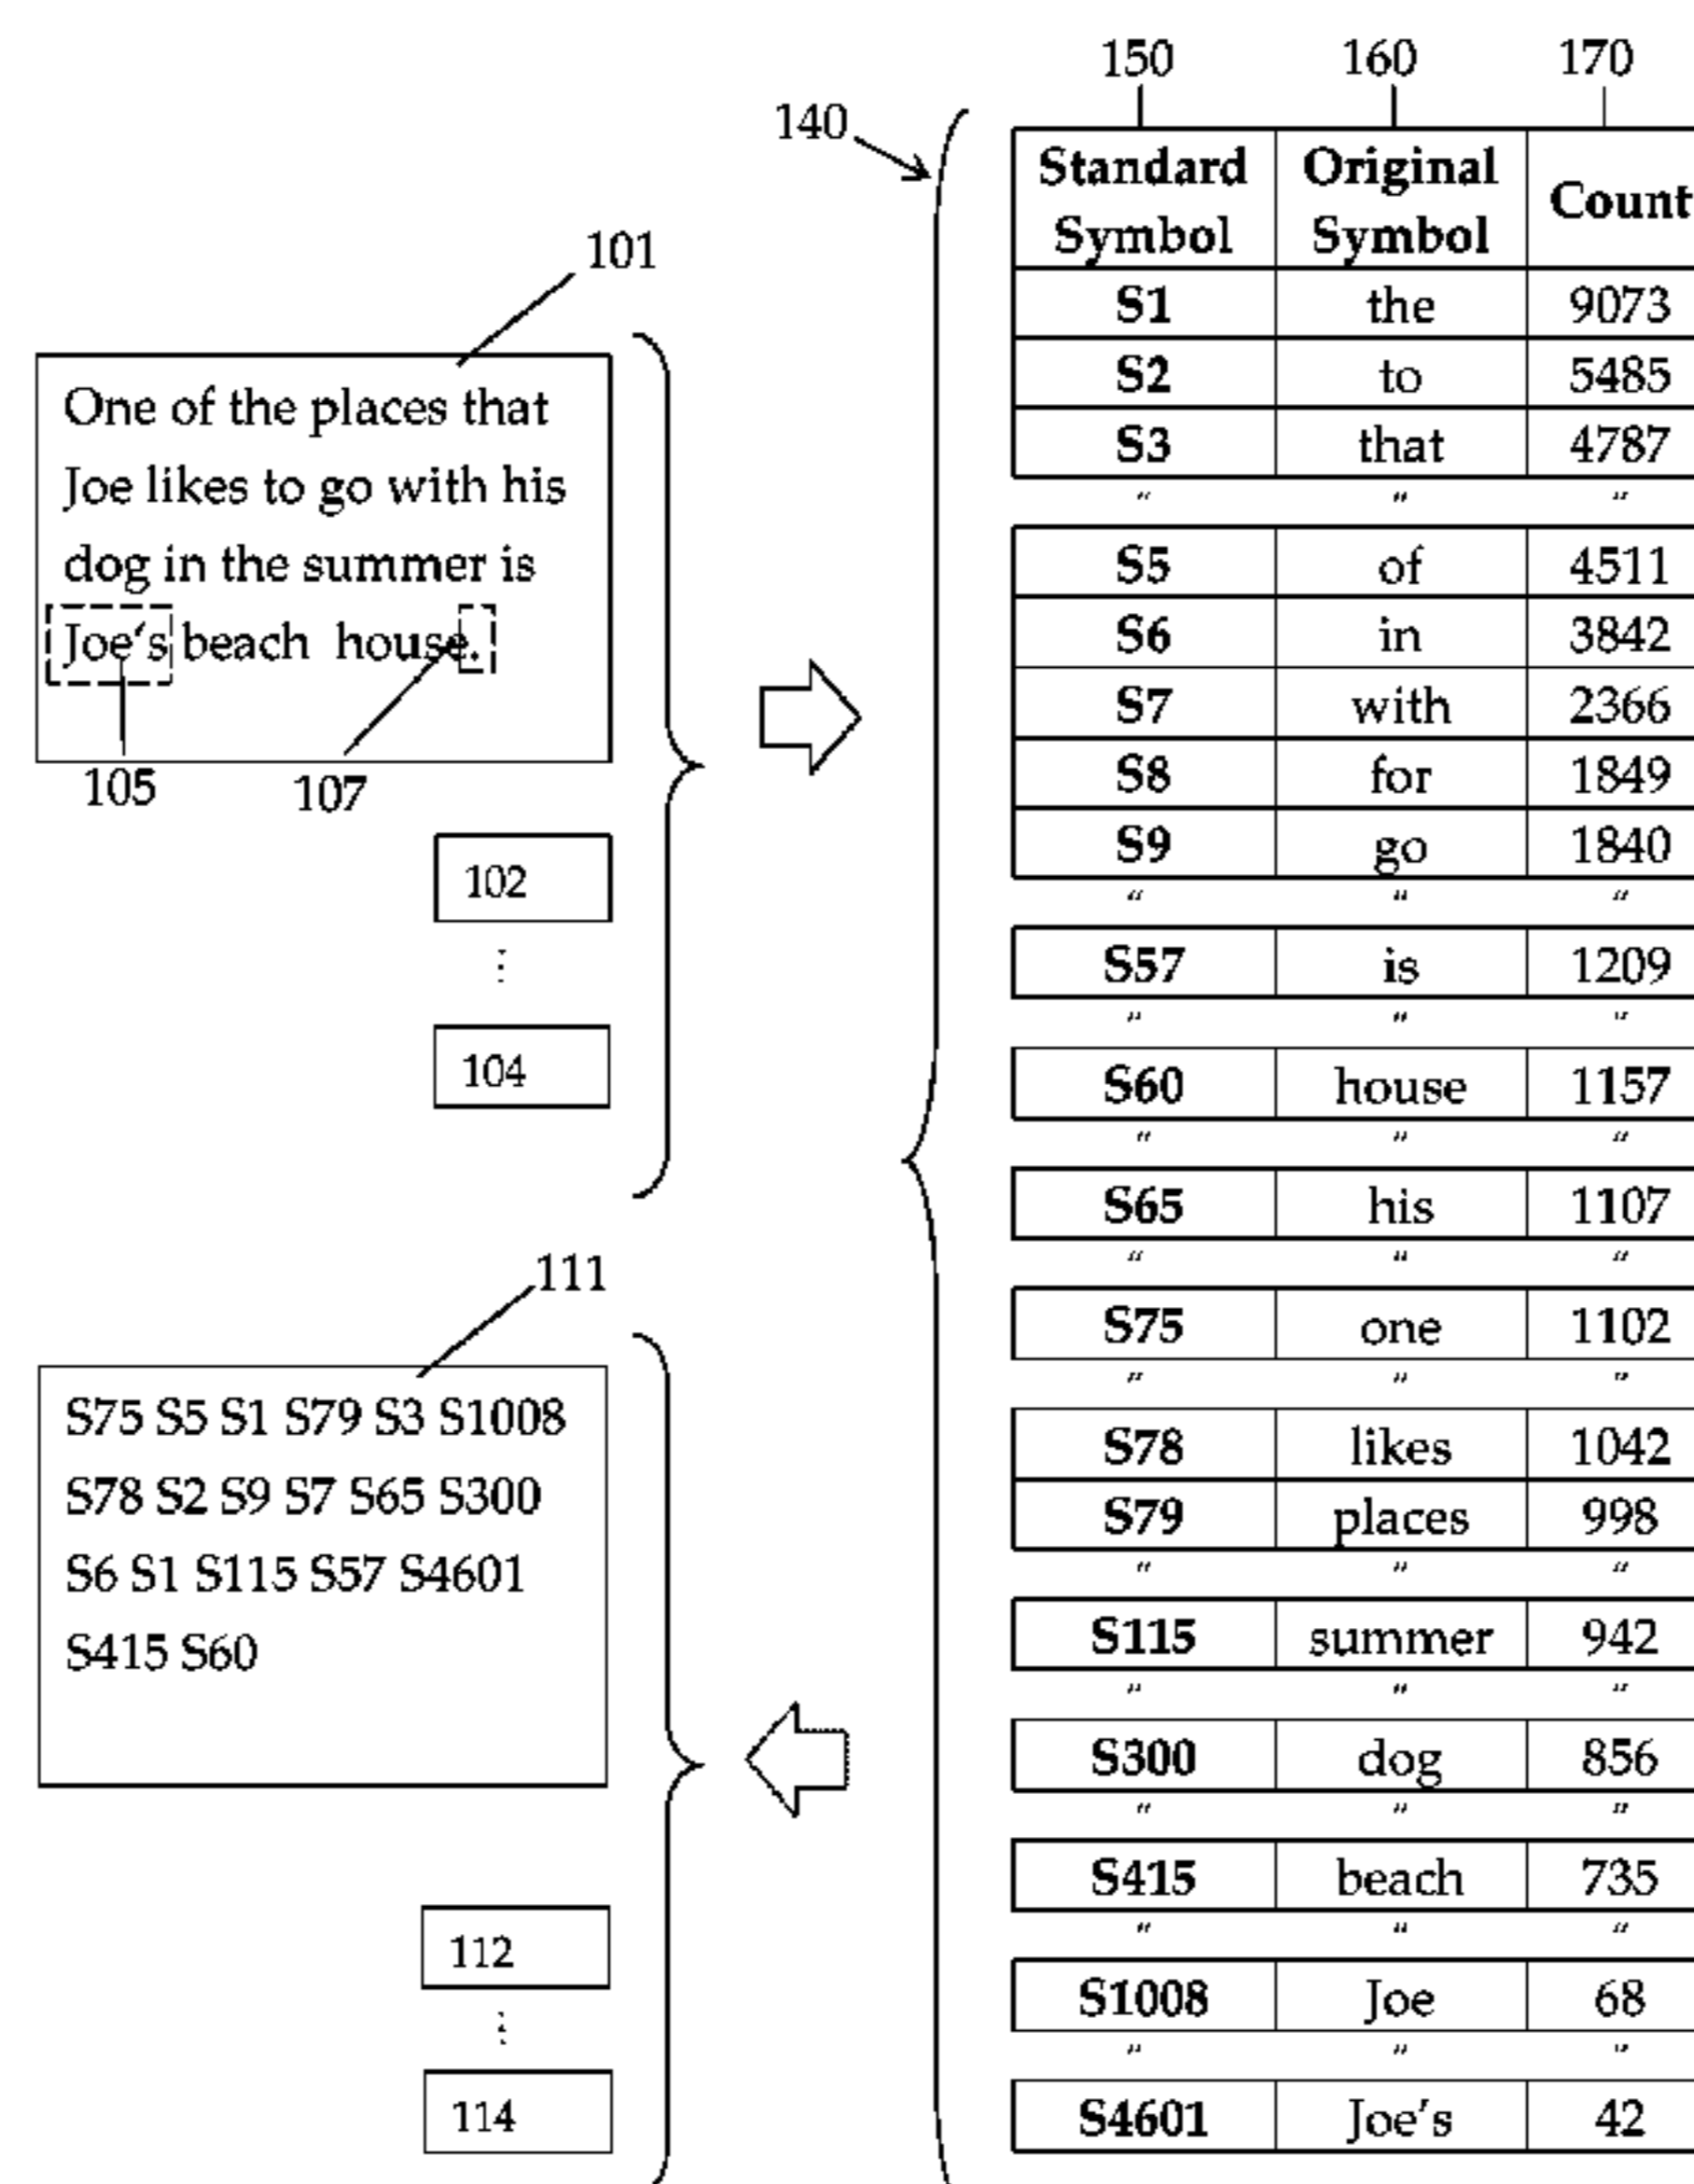 101
One of the places that
Joe likes to go with his
dog in the summer is
Joe's beach house.
105
107
102
⋮
104
111
S75 S5 S1 S79 S3 S1008
S78 S2 S9 S7 S65 S300
S6 S1 S115 S57 S4601
S415 S60
112
⋮
114
140
150 160 170
Standard Symbol Original Symbol Count
S1 the 9073
S2 to 5485
S3 that 4787
" " "
S5 of 4511
S6 in 3842
S7 with 2366
S8 for 1849
S9 go 1840
" " "
S57 is 1209
" " "
S60 house 1157
" " "
S65 his 1107
" " "
S75 one 1102
" " "
S78 likes 1042
S79 places 998
" " "
S115 summer 942
" " "
S300 dog 856
" " "
S415 beach 735
" " "
S1008 Joe 68
" " "
S4601 Joe's 42